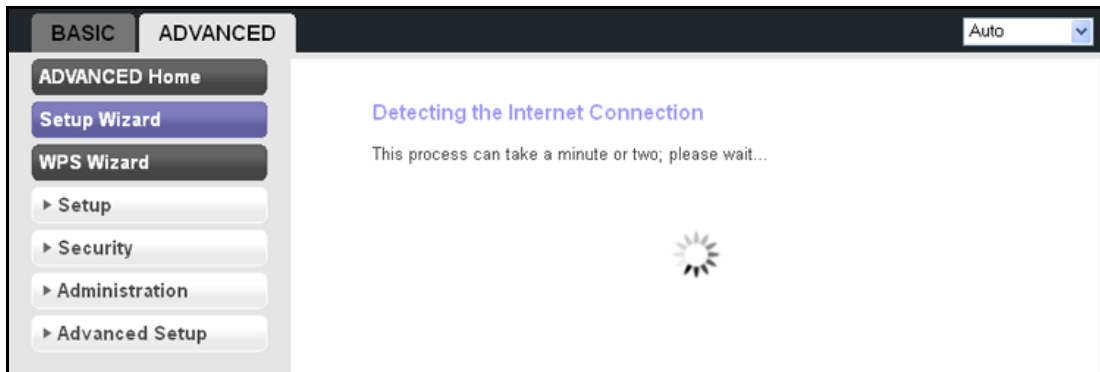 BASIC
ADVANCED
Auto
ADVANCED Home
Setup Wizard
WPS Wizard
Setup
Security
Administration
Advanced Setup
Detecting the Internet Connection
This process can take a minute or two; please wait...